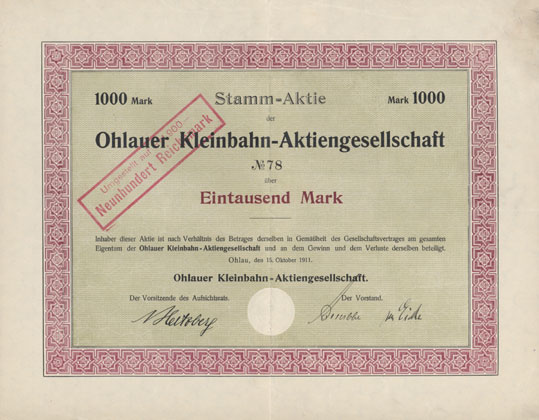 1000 Mark Stamm-Aktie Mark 1000
der
Ohlauer Kleinbahn-Aktiengesellschaft
№ 78
über
Eintausend Mark
Umgestellt auf 900
Neunhundert Reichsmark
Inhaber dieser Aktie ist nach Verhältnis des Betrages derselben in Gemäßheit des Gesellschaftsvertrages am gesamten
Eigentum der Ohlauer Kleinbahn-Aktiengesellschaft und an dem Gewinn und dem Verluste derselben beteiligt.
Ohlau, den 15. Oktober 1911.
Ohlauer Kleinbahn-Aktiengesellschaft.
Der Vorsitzende des Aufsichtsrats. Der Vorstand.